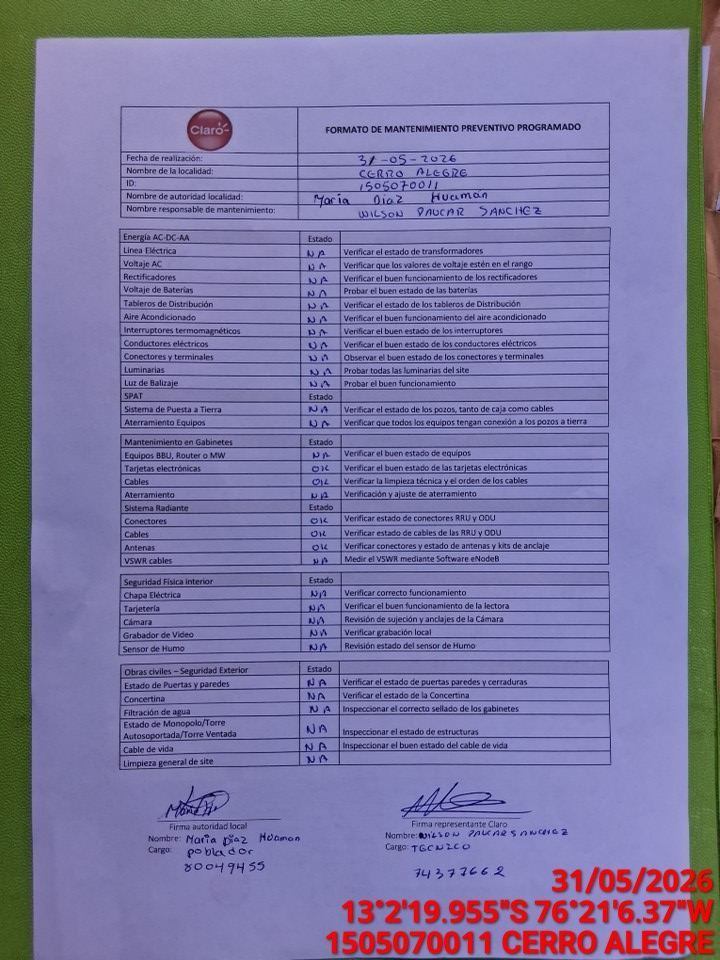 Claro
FORMATO DE MANTENIMIENTO PREVENTIVO PROGRAMADO
Fecha de realización: 31-05-2026
Nombre de la localidad: CERRO ALEGRE
ID: 1505070011
Nombre de autoridad localidad: Maria Diaz Huamán
Nombre responsable de mantenimiento: WILSON PAUCAR SANCHEZ
Energía AC-DC-AA Estado
Linea Eléctrica NA Verificar el estado de transformadores
Voltaje AC NA Verificar que los valores de voltaje estén en el rango
Rectificadores NA Verificar el buen funcionamiento de los rectificadores
Voltaje de Baterías NA Probar el buen estado de las baterías
Tableros de Distribución NA Verificar el estado de los tableros de Distribución
Aire Acondicionado NA Verificar el buen funcionamiento del aire acondicionado
Interruptores termomagnéticos NA Verificar el buen estado de los interruptores
Conductores eléctricos NA Verificar el buen estado de los conductores eléctricos
Conectores y terminales NA Observar el buen estado de los conectores y terminales
Luminarias NA Probar todas las luminarias del site
Luz de Balizaje NA Probar el buen funcionamiento
SPAT Estado
Sistema de Puesta a Tierra NA Verificar el estado de los pozos, tanto de caja como cables
Aterramiento Equipos NA Verificar que todos los equipos tengan conexión a los pozos a tierra
Mantenimiento en Gabinetes Estado
Equipos BBU, Router o MW NA Verificar el buen estado de equipos
Tarjetas electrónicas OK Verificar el buen estado de las tarjetas electrónicas
Cables OK Verificar la limpieza técnica y el orden de los cables
Aterramiento NA Verificación y ajuste de aterramiento
Sistema Radiante Estado
Conectores OK Verificar estado de conectores RRU y ODU
Cables OK Verificar estado de cables de las RRU y ODU
Antenas OK Verificar conectores y estado de antenas y kits de anclaje
VSWR cables NA Medir el VSWR mediante Software eNodeB
Seguridad Física interior Estado
Chapa Eléctrica NA Verificar correcto funcionamiento
Tarjetería NA Verificar el buen funcionamiento de la lectora
Cámara NA Revisión de sujeción y anclajes de la Cámara
Grabador de Video NA Verificar grabación local
Sensor de Humo NA Revisión estado del sensor de Humo
Obras civiles – Seguridad Exterior Estado
Estado de Puertas y paredes NA Verificar el estado de puertas paredes y cerraduras
Concertina NA Verificar el estado de la Concertina
Filtración de agua NA Inspeccionar el correcto sellado de los gabinetes
Estado de Monopolo/Torre
Autosoportada/Torre Ventada NA Inspeccionar el estado de estructuras
Cable de vida NA Inspeccionar el buen estado del cable de vida
Limpieza general de site NA
Firma autoridad local
Nombre: Maria Diaz Huaman
Cargo: poblador
80049455
Firma representante Claro
Nombre: WILSON PAUCAR SANCHEZ
Cargo: TECNICO
74377662
31/05/2026
13°2'19.955"S 76°21'6.37"W
1505070011 CERRO ALEGRE